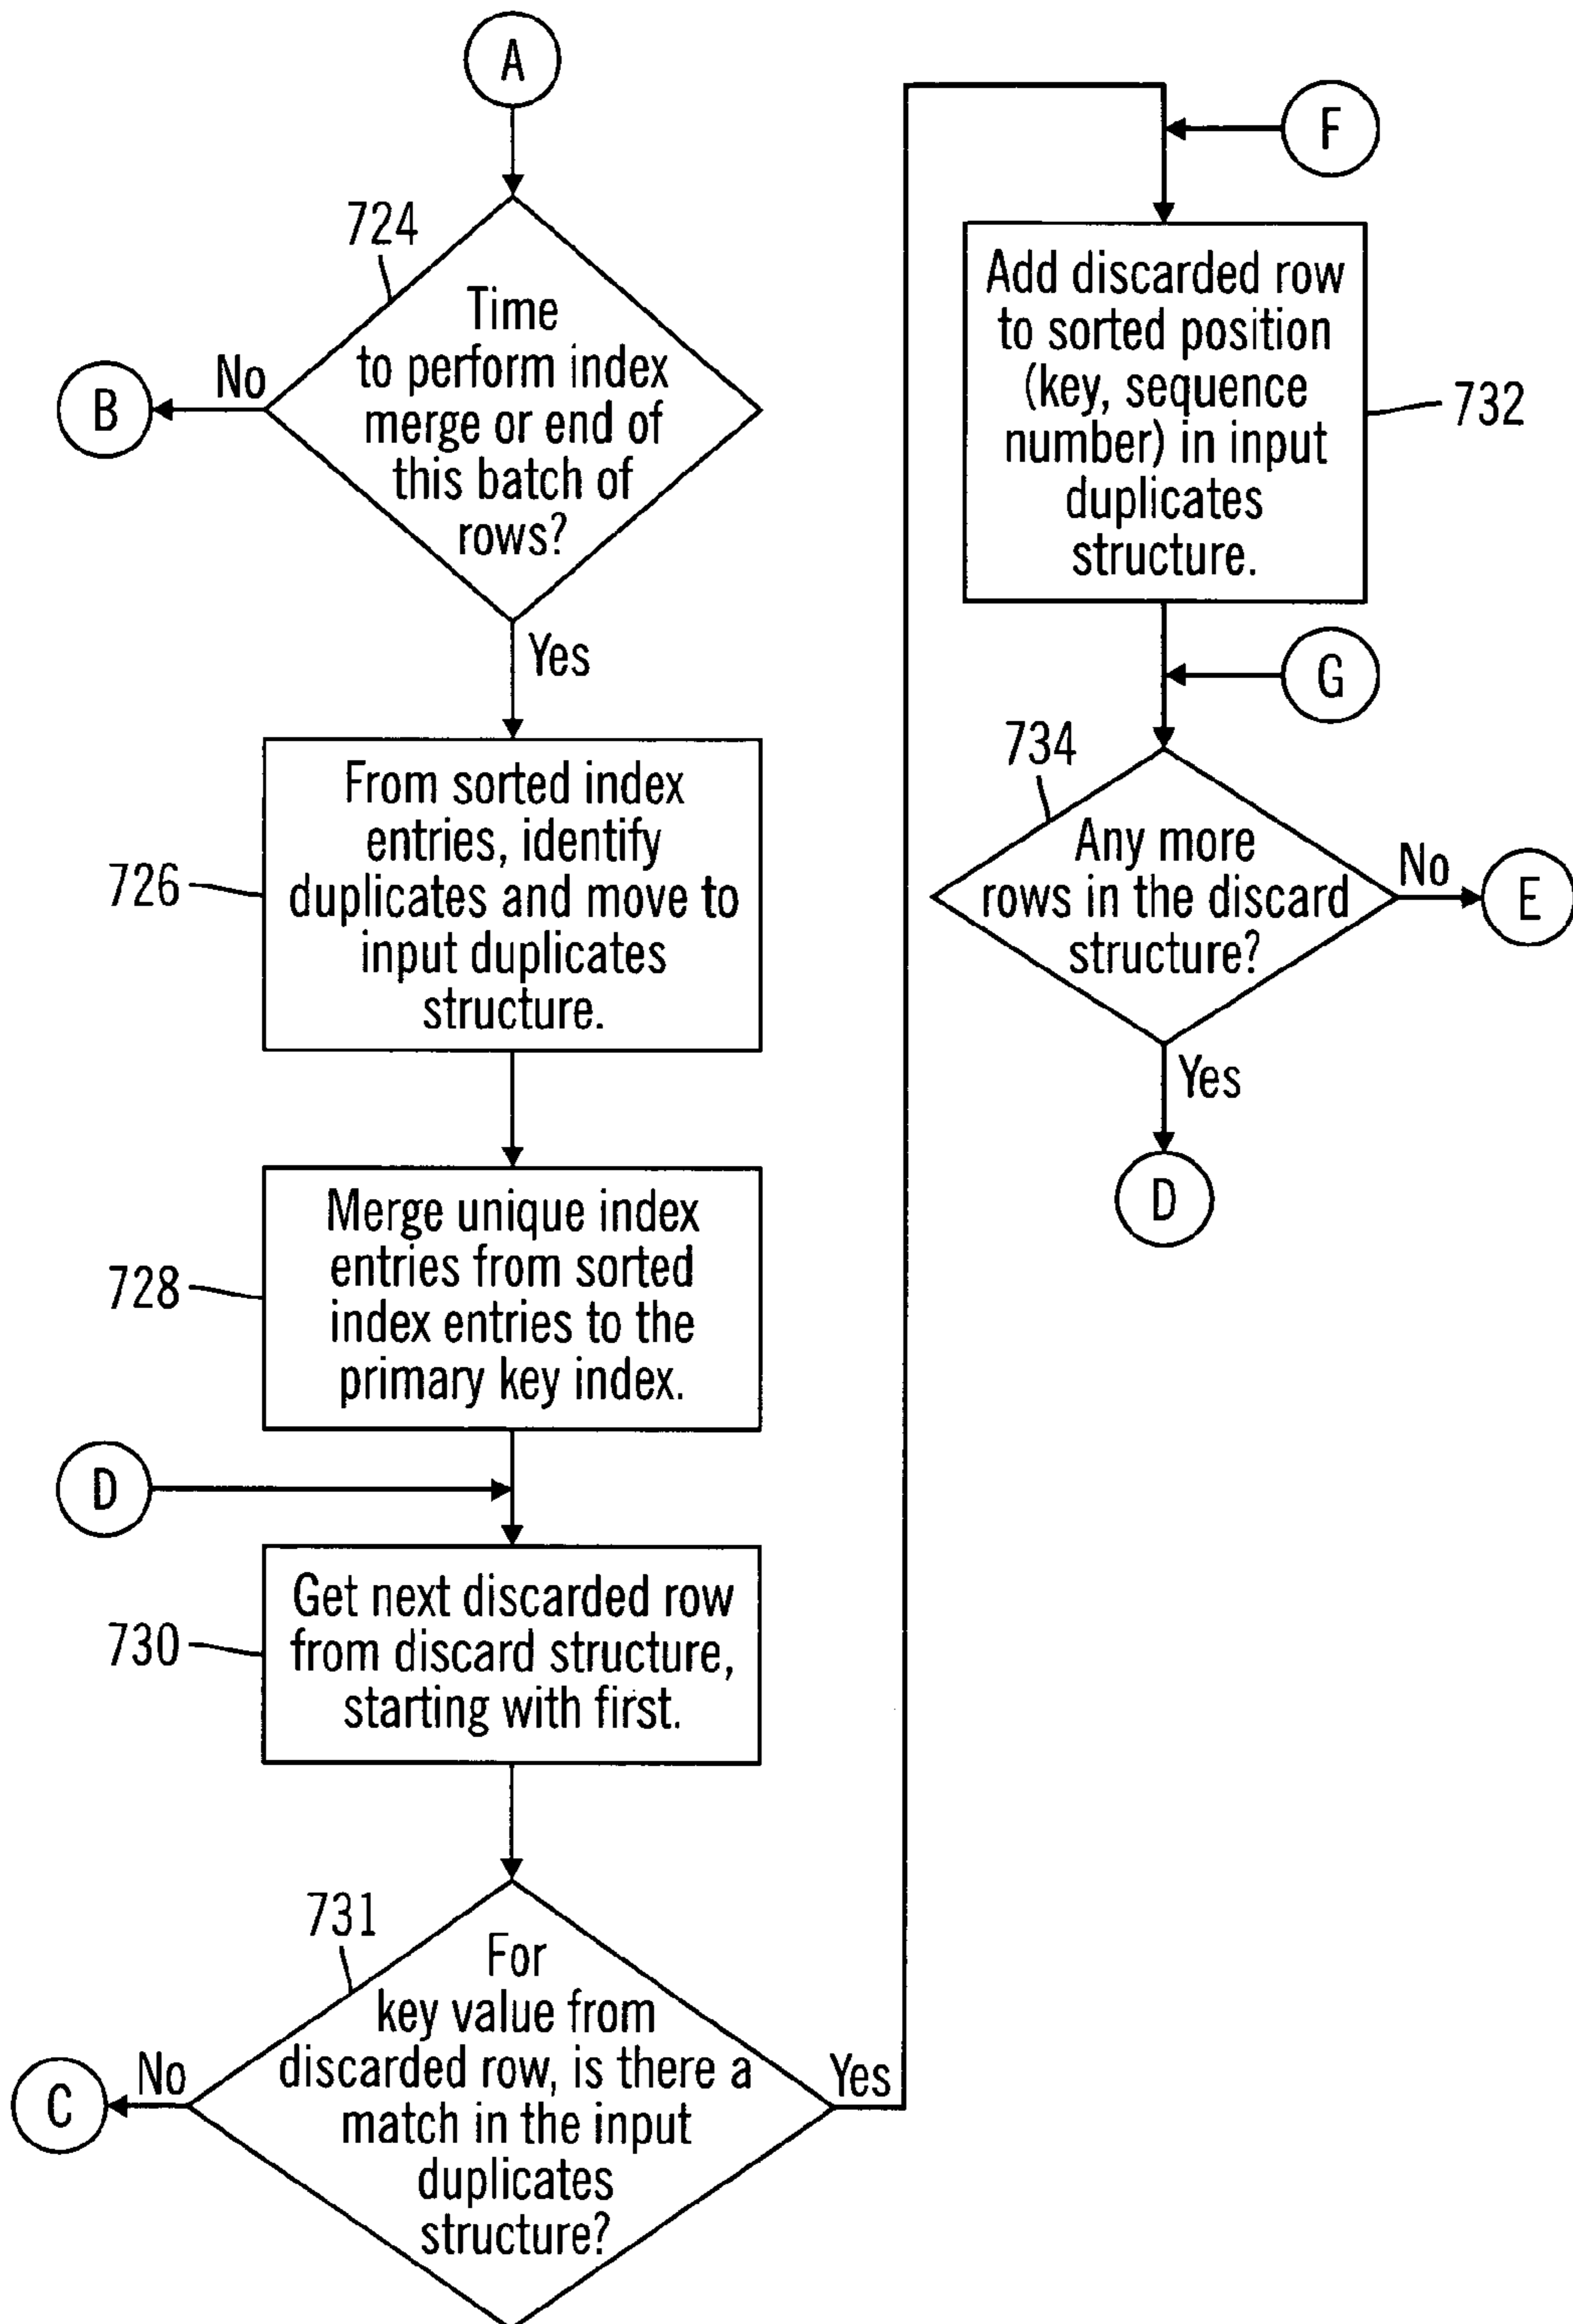 A
724
Time
to perform index
merge or end of
this batch of
rows?
No
B
Yes
726
From sorted index
entries, identify
duplicates and move to
input duplicates
structure.
728
Merge unique index
entries from sorted
index entries to the
primary key index.
D
730
Get next discarded row
from discard structure,
starting with first.
731
For
key value from
discarded row, is there a
match in the input
duplicates
structure?
No
C
Yes
F
Add discarded row
to sorted position
(key, sequence
number) in input
duplicates
structure.
732
G
734
Any more
rows in the discard
structure?
No
E
Yes
D